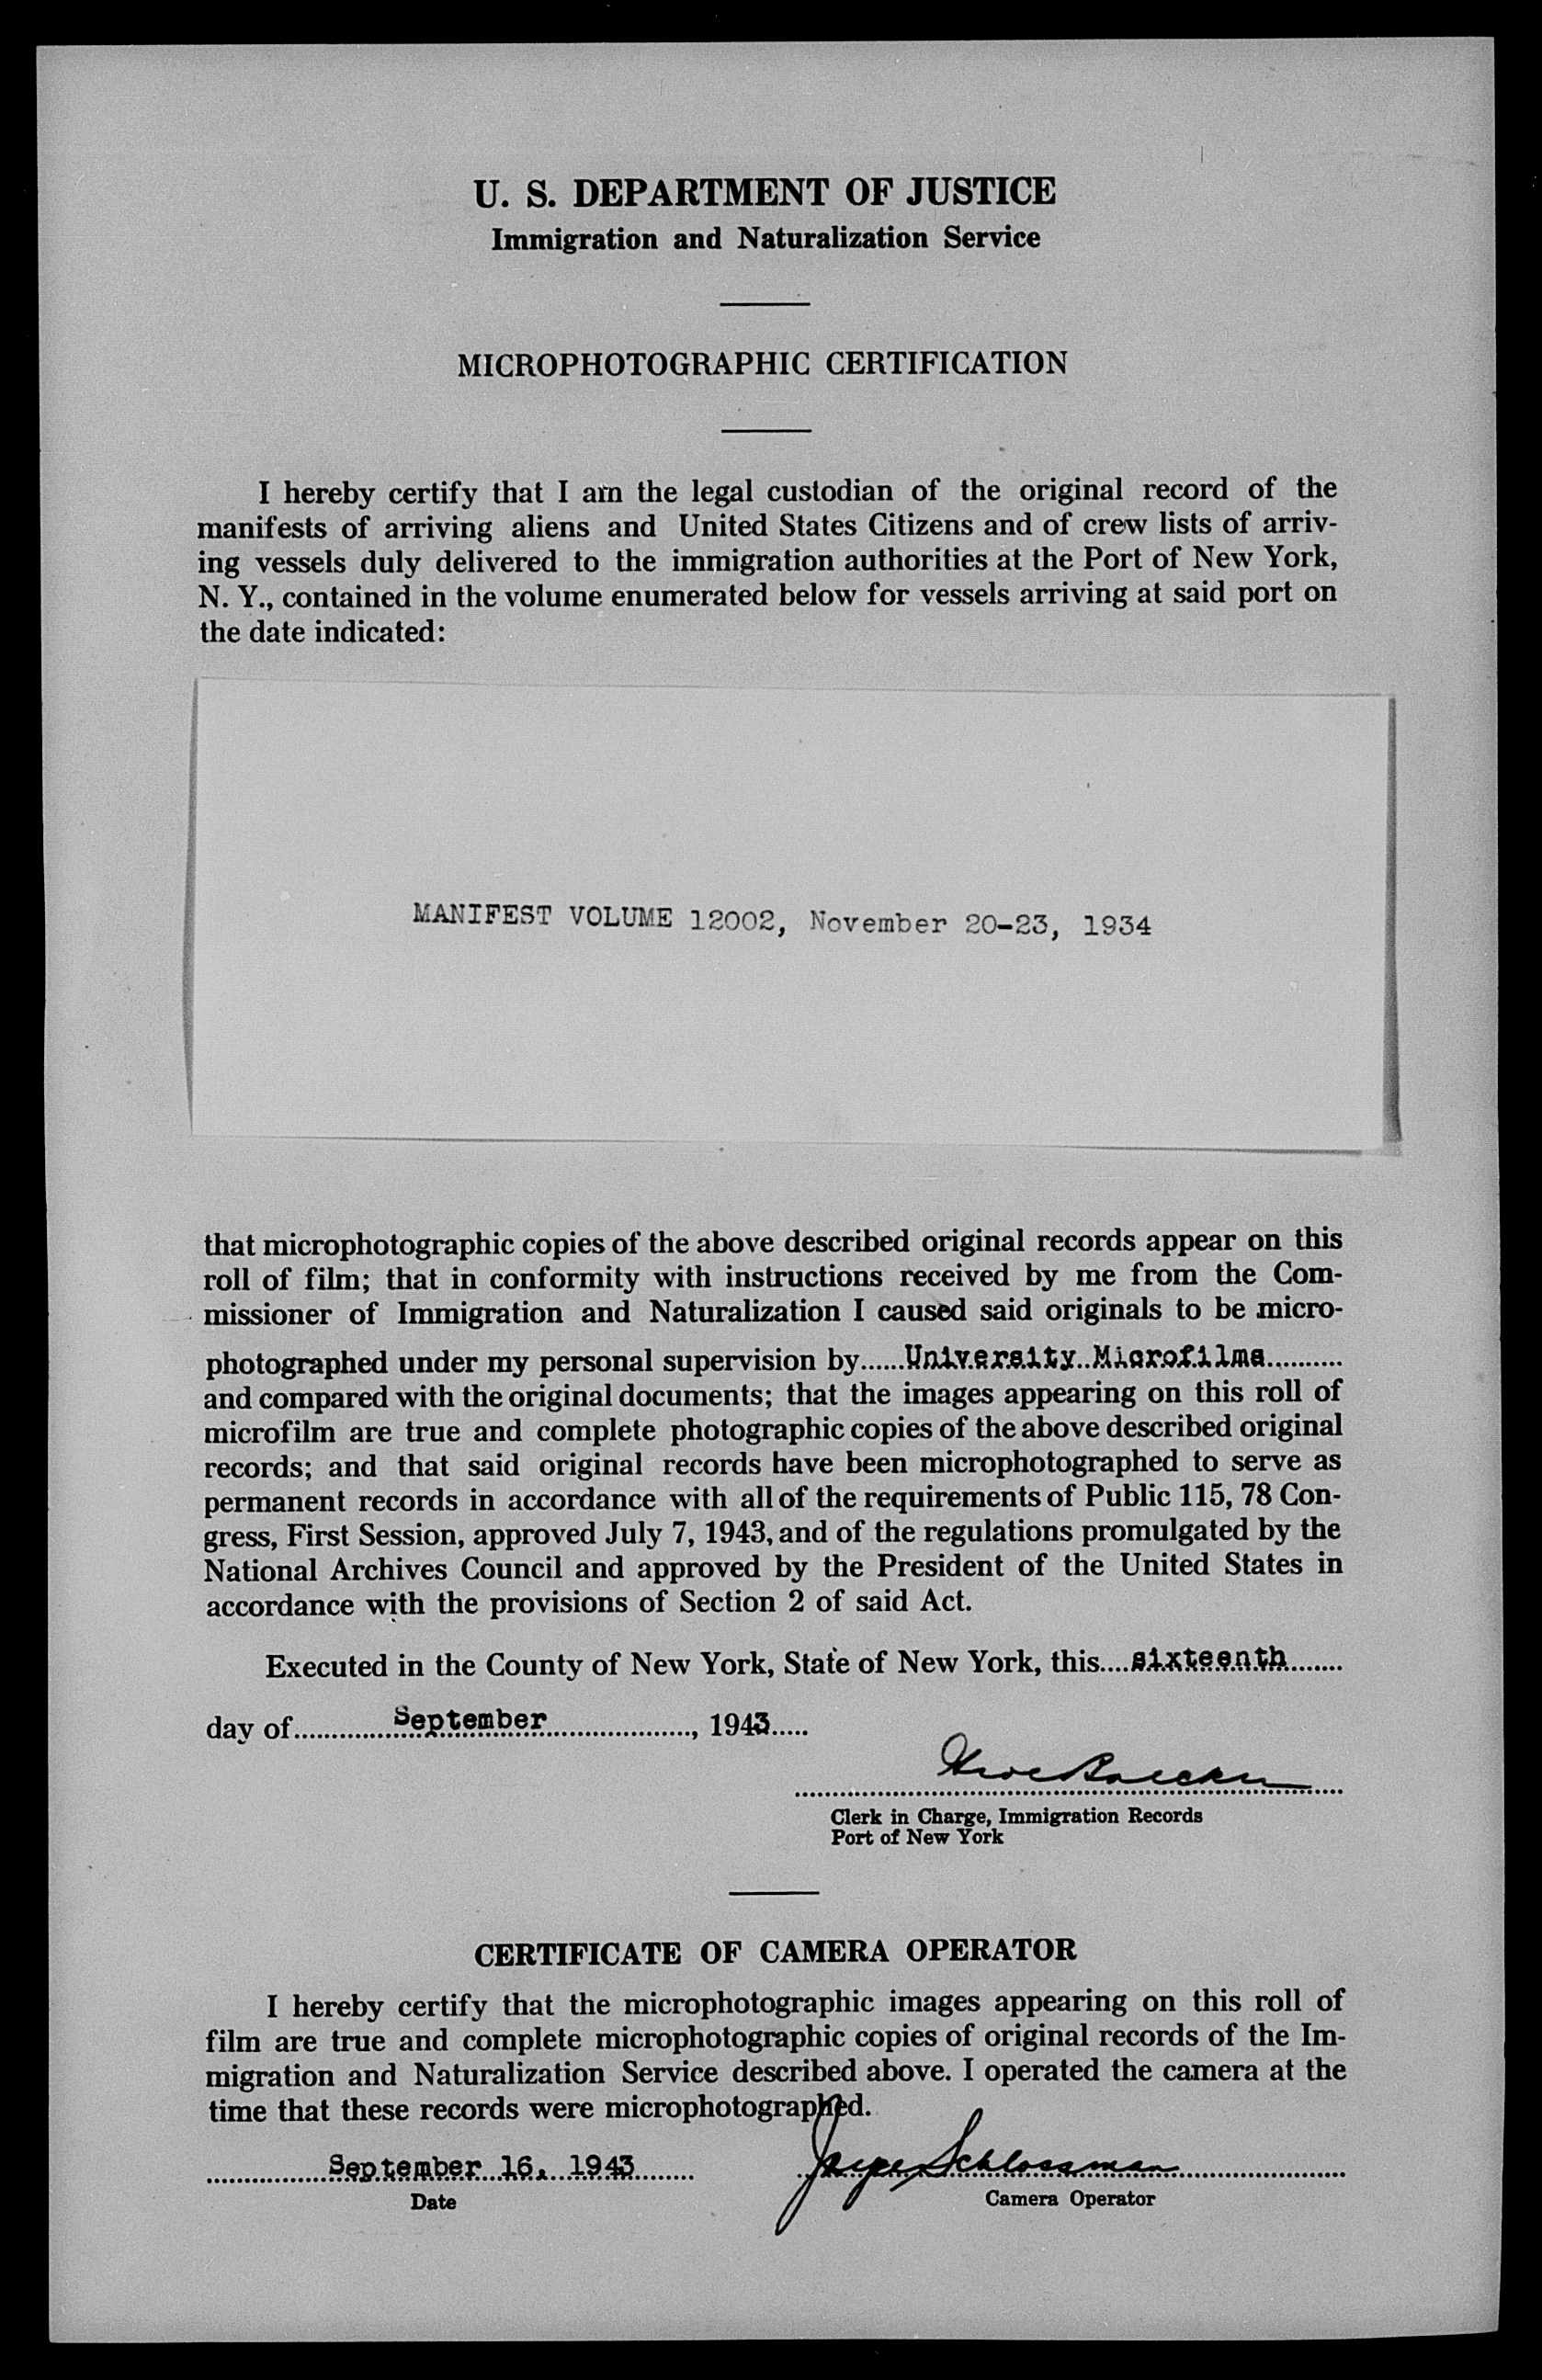 U. S. DEPARTMENT OF JUSTICE
Immigration and Naturalization Service
MICROPHOTOGRAPHIC CERTIFICATION
I hereby certify that I am the legal custodian of the original record of the
manifests of arriving aliens and United States Citizens and of crew lists of arriv-
ing vessels duly delivered to the immigration authorities at the Port of New York,
N. Y., contained in the volume enumerated below for vessels arriving at said port on
the date indicated:
MANIFEST VOLUME 12002, November 20-23, 1934
that microphotographic copies of the above described original records appear on this
roll of film; that in conformity with instructions received by me from the Com-
missioner of Immigration and Naturalization I caused said originals to be micro-
photographed under my personal supervision by......University Microfilms..........
and compared with the original documents; that the images appearing on this roll of
microfilm are true and complete photographic copies of the above described original
records; and that said original records have been microphotographed to serve as
permanent records in accordance with all of the requirements of Public 115, 78 Con-
gress, First Session, approved July 7, 1943, and of the regulations promulgated by the
National Archives Council and approved by the President of the United States in
accordance with the provisions of Section 2 of said Act.
Executed in the County of New York, State of New York, this....sixteenth.......
day of.............September..................., 1943.....
Clerk in Charge, Immigration Records
Port of New York
CERTIFICATE OF CAMERA OPERATOR
I hereby certify that the microphotographic images appearing on this roll of
film are true and complete microphotographic copies of original records of the Im-
migration and Naturalization Service described above. I operated the camera at the
time that these records were microphotographed.
September 16, 1943 Schlossman
Date Camera Operator